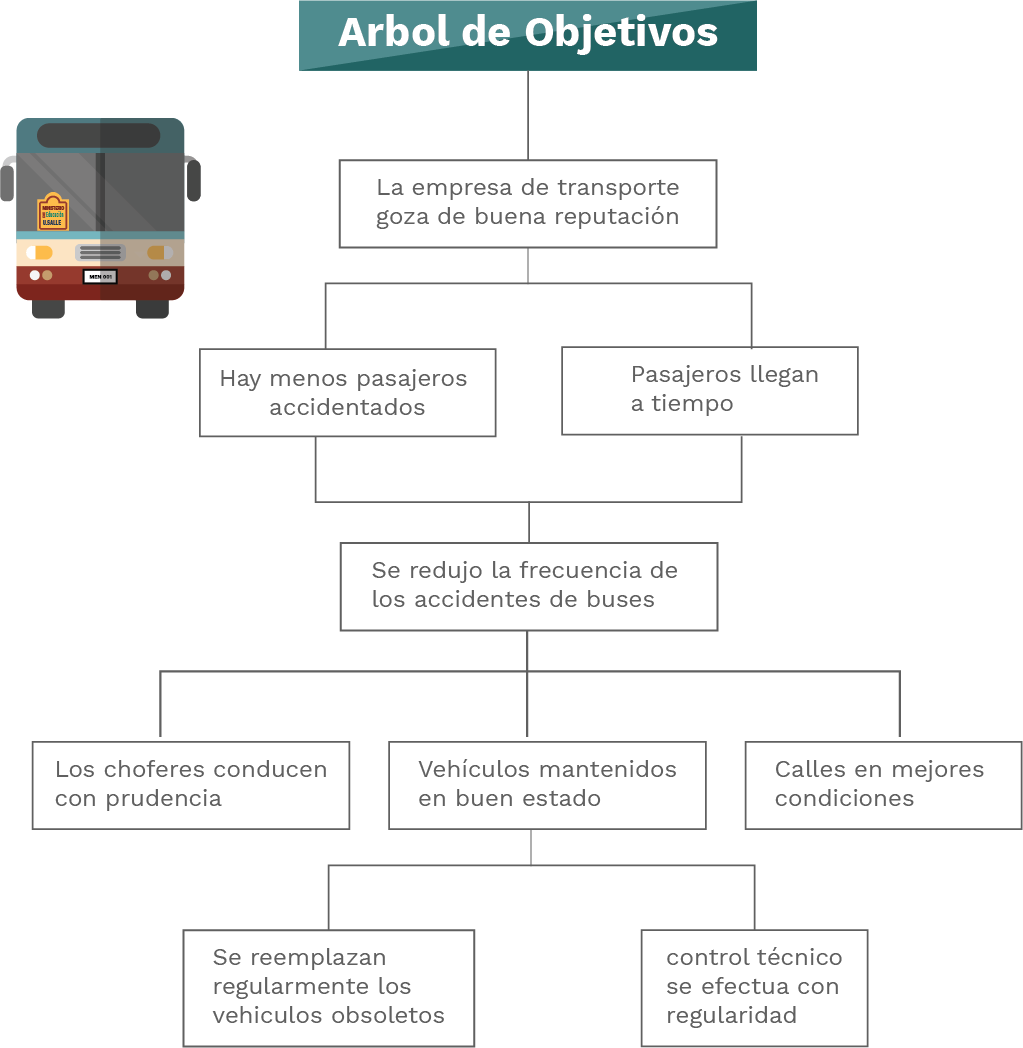 Arbol de Objetivos
La empresa de transporte
goza de buena reputación
MINISTERIO
Educación
U.SALLE
MEN 001
Hay menos pasajeros
accidentados
Pasajeros llegan
a tiempo
Se redujo la frecuencia de
los accidentes de buses
Los choferes conducen
con prudencia
Vehículos mantenidos
en buen estado
Calles en mejores
condiciones
Se reemplazan
regularmente los
vehiculos obsoletos
control técnico
se efectua con
regularidad